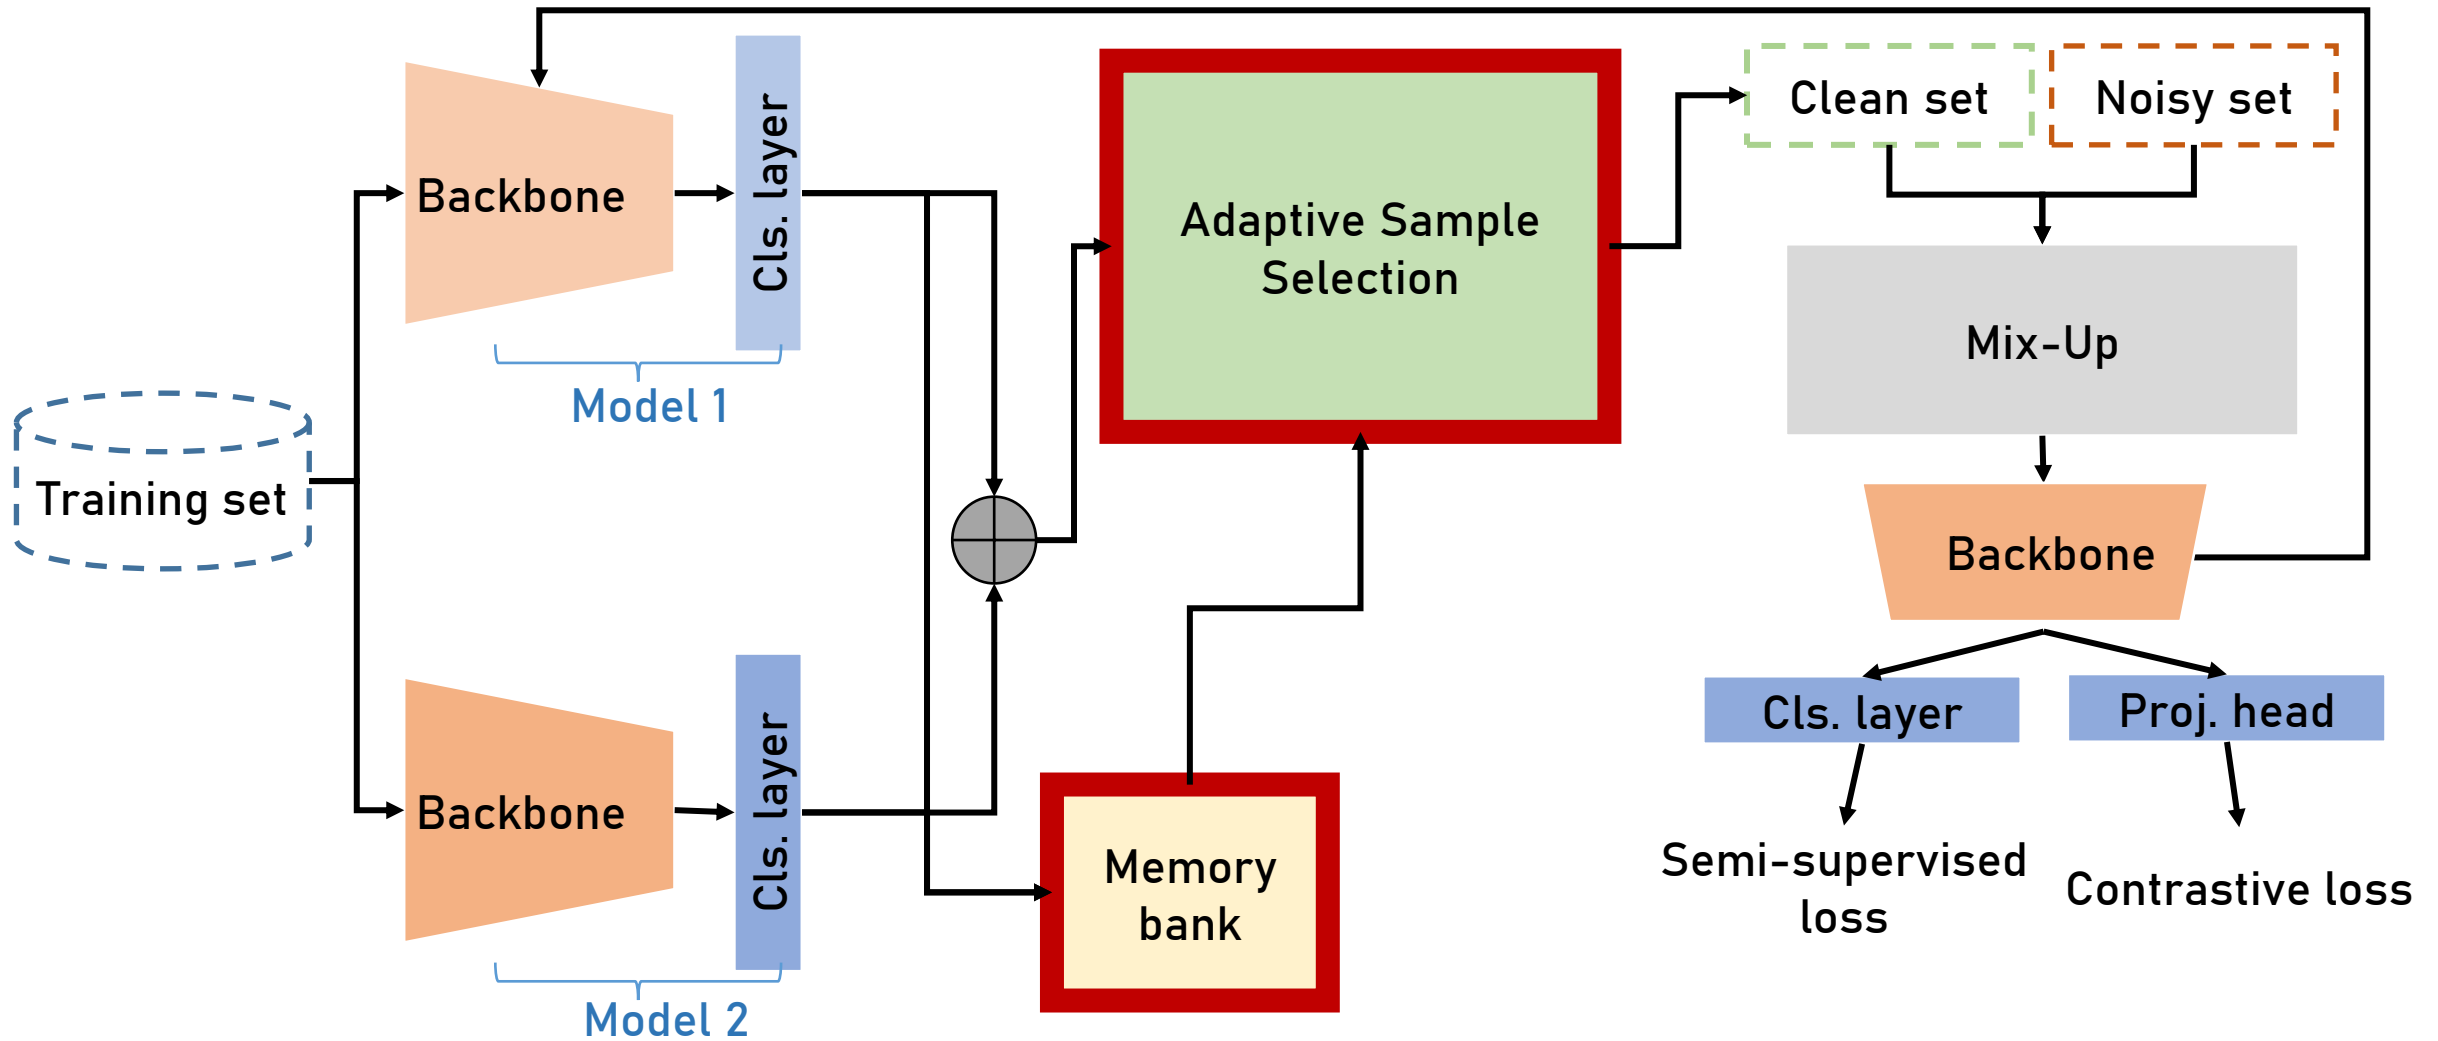 Training set
Backbone
Cls. layer
Model 1
Backbone
Cls. layer
Model 2
Adaptive Sample
Selection
Memory
bank
Clean set
Noisy set
Mix-Up
Backbone
Cls. layer
Proj. head
Semi-supervised
loss
Contrastive loss